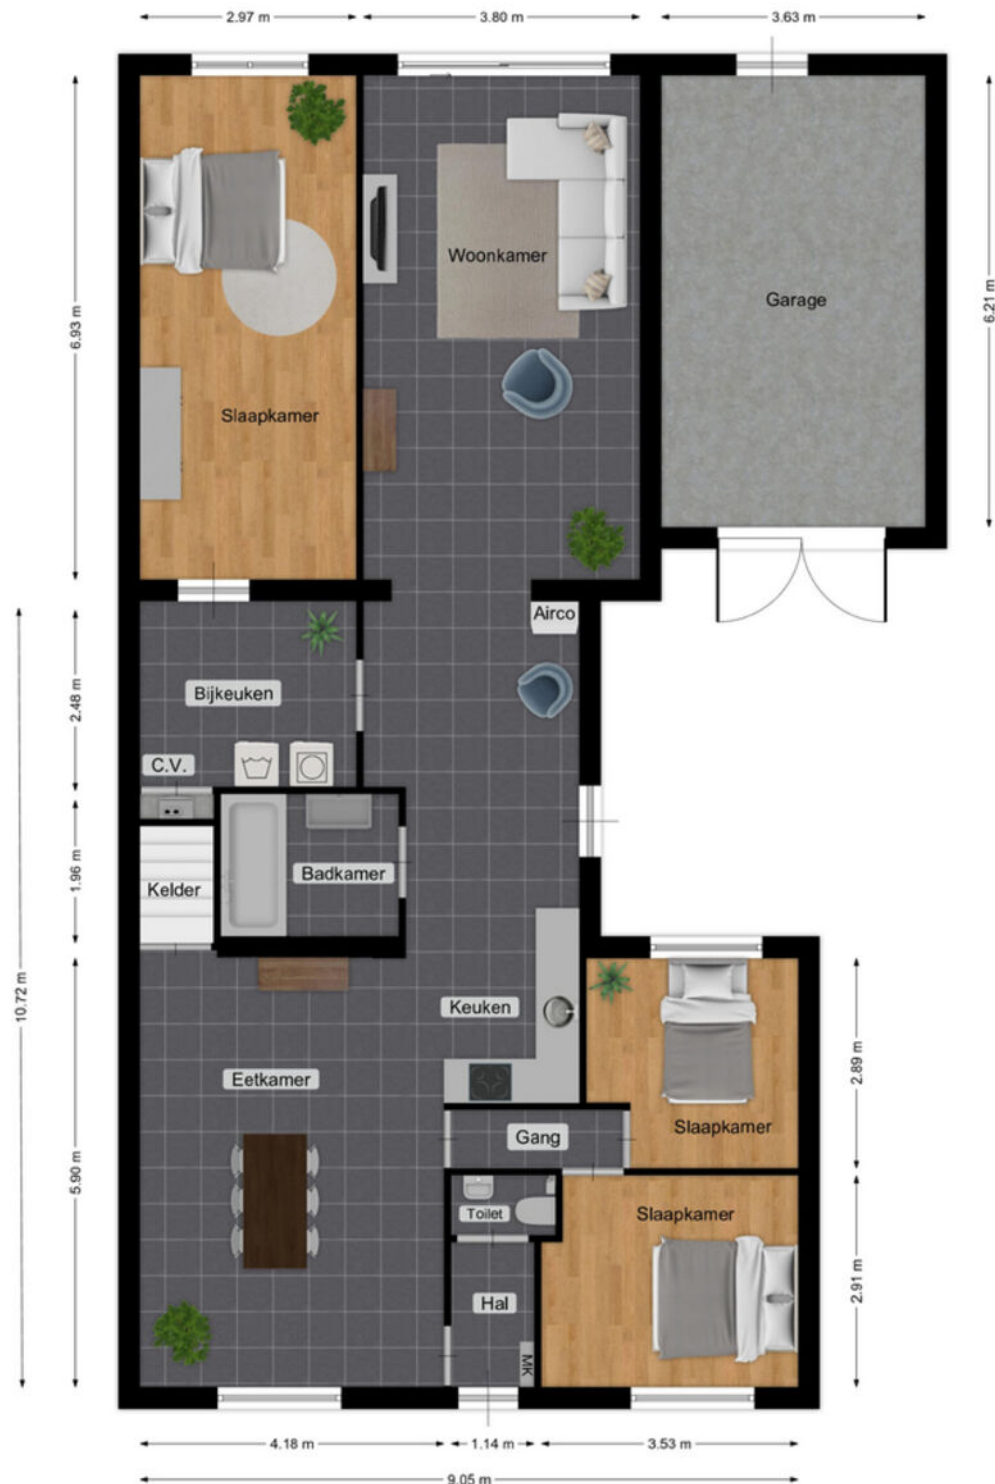 2.97 m
3.80 m
3.63 m
6.93 m
6.21 m
Woonkamer
Garage
Slaapkamer
Airco
Bijkeuken
2.48 m
C.V.
1.96 m
Kelder
Badkamer
10.72 m
Keuken
Eetkamer
2.89 m
Slaapkamer
Gang
5.90 m
Toilet
Slaapkamer
Hal
2.91 m
MK
4.18 m
1.14 m
3.53 m
9.05 m